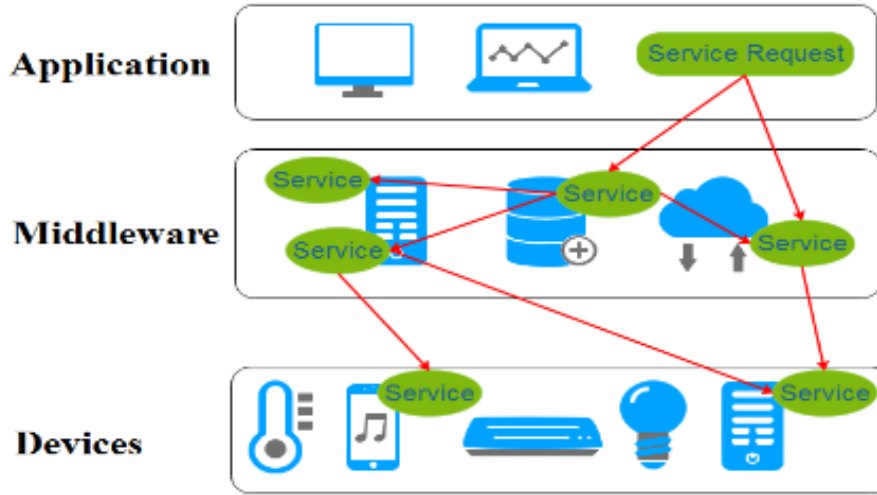 Application
Service Request
Service
Service
Middleware
Service
Service
Service
Service
Devices